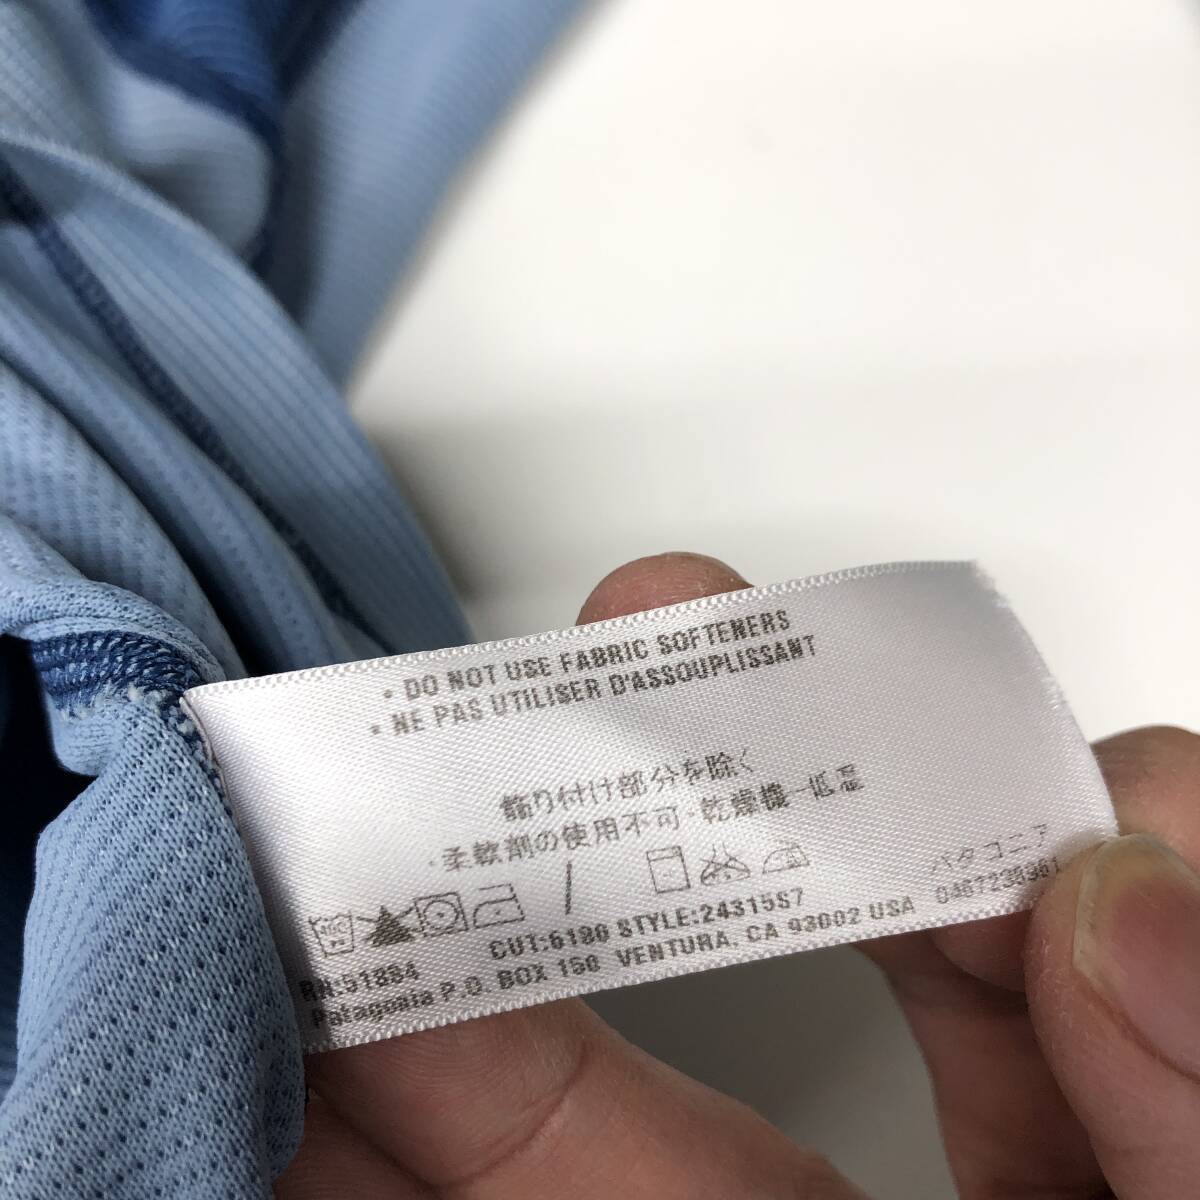 • DO NOT USE FABRIC SOFTENERS
• NE PAS UTILISER D'ASSOUPLISSANT
飾り付け部分を除く
・柔軟剤の使用不可・乾燥機ー低温
パタゴニア
RN:51884 CUT:6180 STYLE:24315S7 0467236951
Patagonia P.O. BOX 150 VENTURA, CA 93002 USA